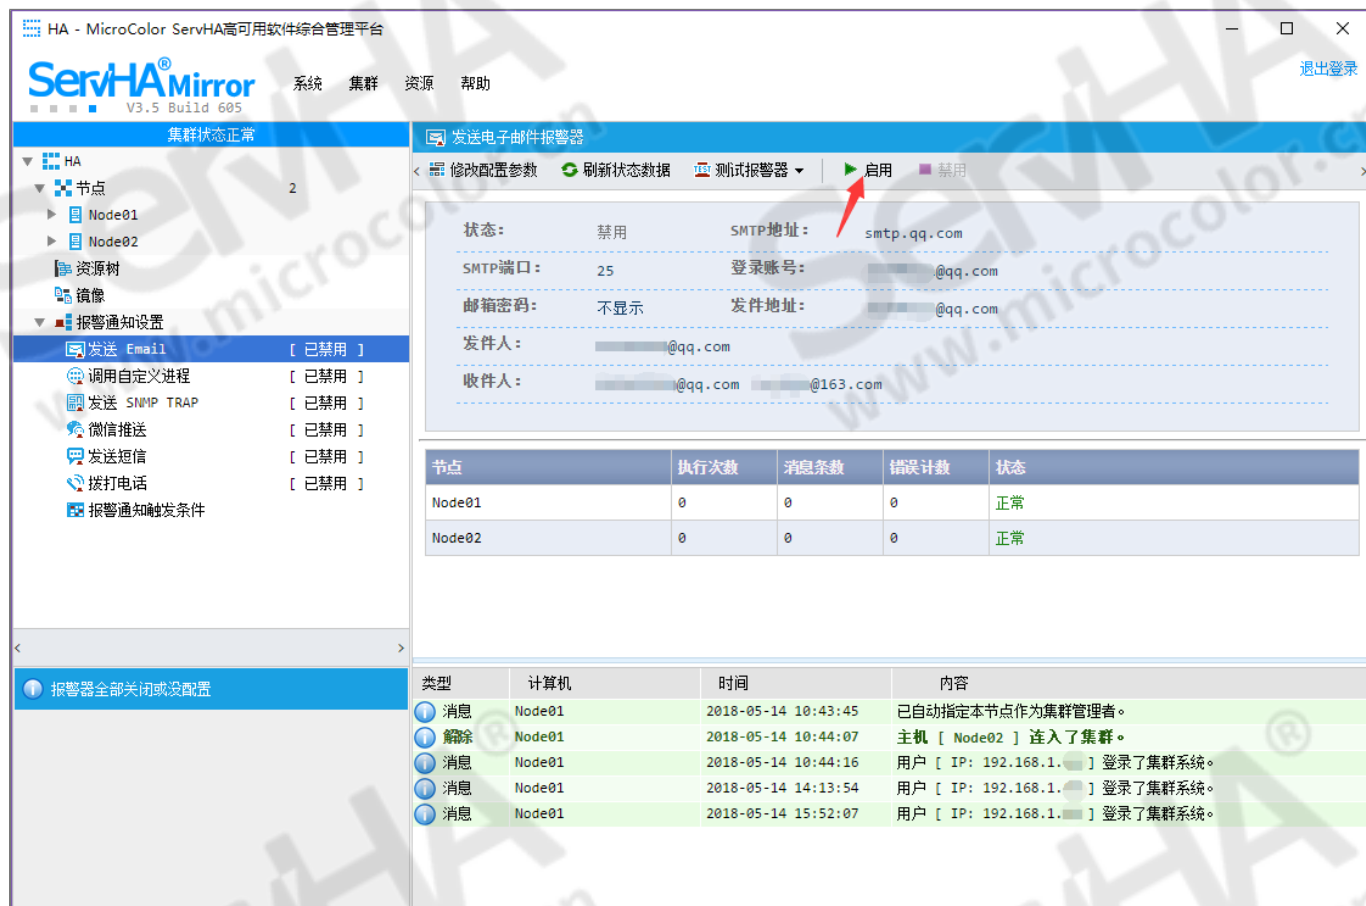 HA - MicroColor ServHA高可用软件综合管理平台
ServHA® Mirror
V3.5 Build 605
系统 集群 资源 帮助
退出登录
集群状态正常
HA
节点 2
Node01
Node02
资源树
镜像
报警通知设置
发送 Email [ 已禁用 ]
调用自定义进程 [ 已禁用 ]
发送 SNMP TRAP [ 已禁用 ]
微信推送 [ 已禁用 ]
发送短信 [ 已禁用 ]
拨打电话 [ 已禁用 ]
报警通知触发条件
报警器全部关闭或没配置
发送电子邮件报警器
修改配置参数 刷新状态数据 TEST 测试报警器 启用 禁用
状态: 禁用 SMTP地址: smtp.qq.com
SMTP端口: 25 登录账号: @qq.com
邮箱密码: 不显示 发件地址: @qq.com
发件人: @qq.com
收件人: @qq.com @163.com
节点 执行次数 消息条数 错误计数 状态
Node01 0 0 0 正常
Node02 0 0 0 正常
类型 计算机 时间 内容
消息 Node01 2018-05-14 10:43:45 已自动指定本节点作为集群管理者。
解除 Node01 2018-05-14 10:44:07 主机 [ Node02 ] 连入了集群。
消息 Node01 2018-05-14 10:44:16 用户 [ IP: 192.168.1. ] 登录了集群系统。
消息 Node01 2018-05-14 14:13:54 用户 [ IP: 192.168.1. ] 登录了集群系统。
消息 Node01 2018-05-14 15:52:07 用户 [ IP: 192.168.1. ] 登录了集群系统。
ServHA®
www.microcolor.cn